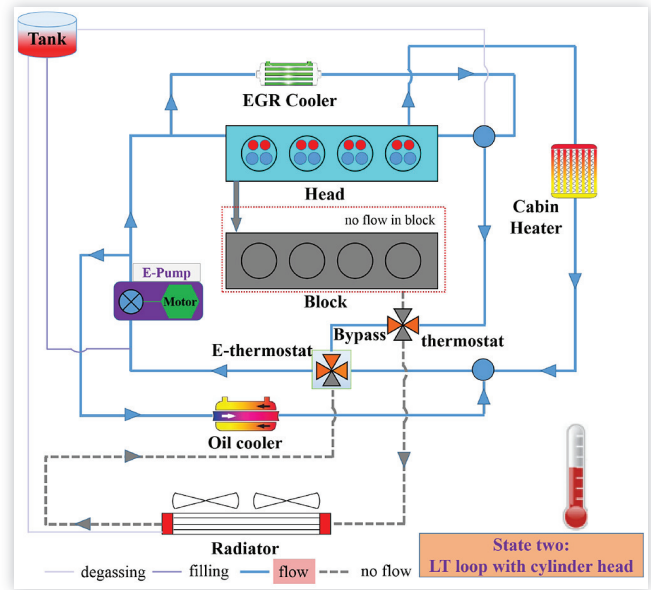 Tank
EGR Cooler
Head
Cabin
Heater
no flow in block
E-Pump
Motor
Block
Bypass
thermostat
E-thermostat
Oil cooler
Radiator
State two:
LT loop with cylinder head
degassing
filling
flow
no flow